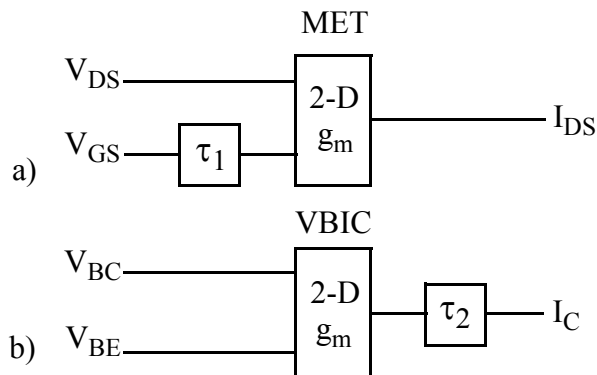 MET
V_DS
2-D
g_m
I_DS
V_GS
τ_1
a)
VBIC
V_BC
2-D
g_m
τ_2
I_C
V_BE
b)